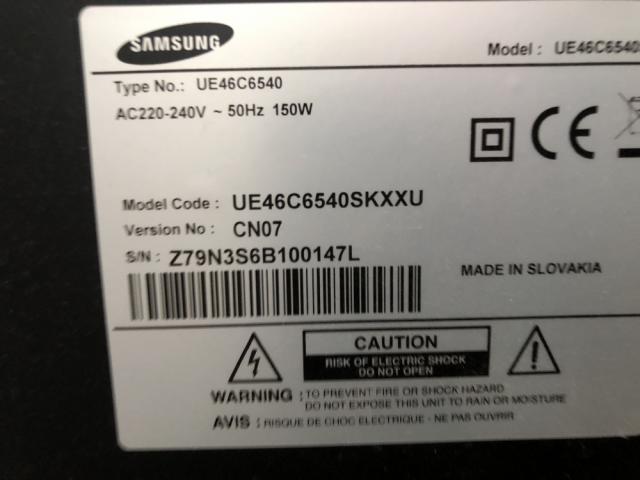 SAMSUNG
Model : UE46C6540S
Type No.: UE46C6540
AC220-240V ~ 50Hz 150W
CE
Model Code : UE46C6540SKXXU
Version No : CN07
S/N : Z79N3S6B100147L
MADE IN SLOVAKIA
CAUTION
RISK OF ELECTRIC SHOCK
DO NOT OPEN
WARNING : TO PREVENT FIRE OR SHOCK HAZARD
DO NOT EXPOSE THIS UNIT TO RAIN OR MOISTURE
AVIS : RISQUE DE CHOC ELECTRIQUE - NE PAS OUVRIR